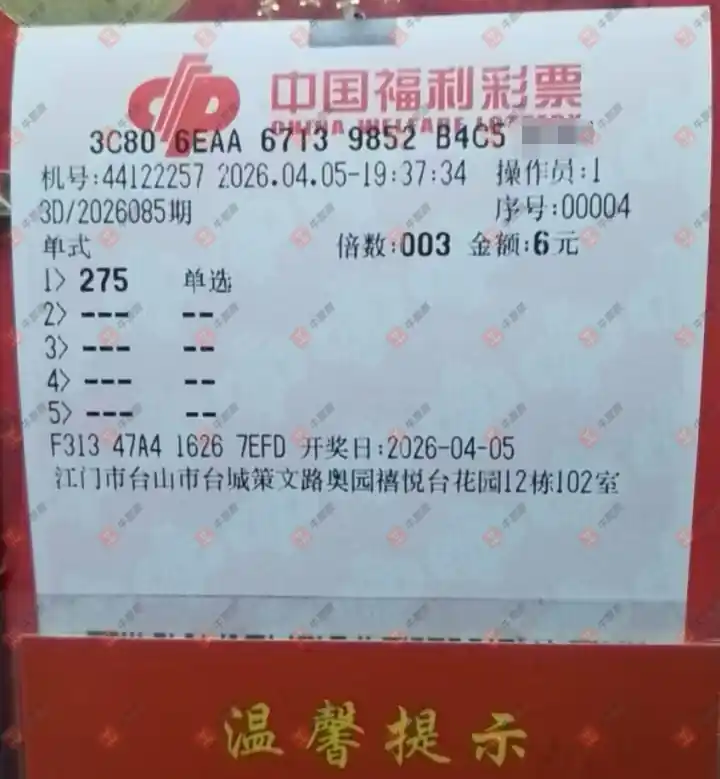 中国福利彩票
CHINA WELFARE LOTTERY
3C80 6EAA 6713 9852 B4C5
机号:44122257 2026.04.05-19:37:34 操作员:1
3D/2026085期 序号:00004
单式 倍数:003 金额:6元
1> 275 单选
2> --- --
3> --- --
4> --- --
5> --- --
F313 47A4 1626 7EFD 开奖日:2026-04-05
江门市台山市台城策文路奥园禧悦台花园12栋102室
温馨提示